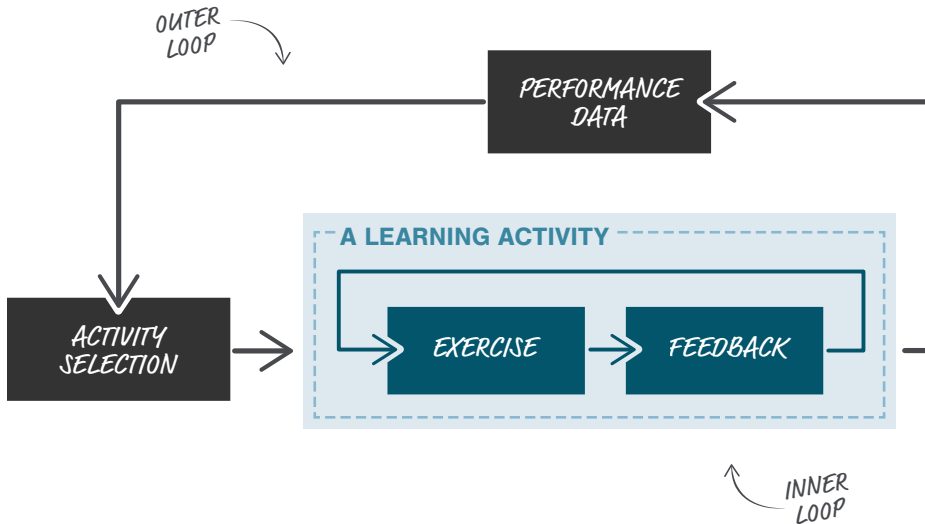 OUTER
LOOP
PERFORMANCE
DATA
A LEARNING ACTIVITY
ACTIVITY
SELECTION
EXERCISE
FEEDBACK
INNER
LOOP